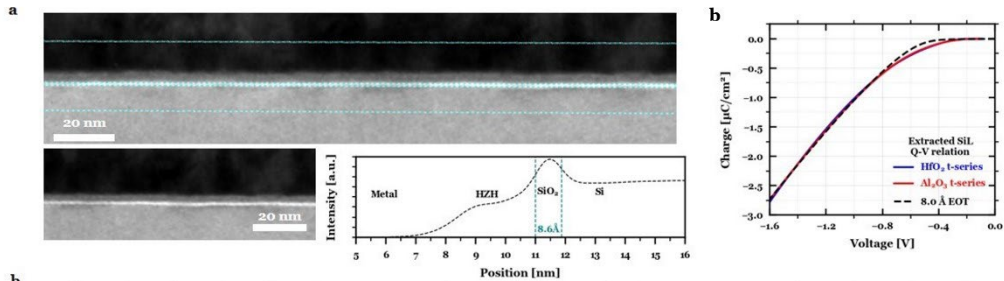 a
20 nm
20 nm
Intensity [a.u.]
Metal
HZH
SiO₂
Si
8.6Å
5 6 7 8 9 10 11 12 13 14 15 16
Position [nm]
b
Charge [µC/cm²]
0.0
-0.5
-1.0
-1.5
-2.0
-2.5
-3.0
Extracted SiL
Q-V relation
HfO₂ t-series
Al₂O₃ t-series
8.0 Å EOT
-1.6 -1.2 -0.8 -0.4 0.0
Voltage [V]